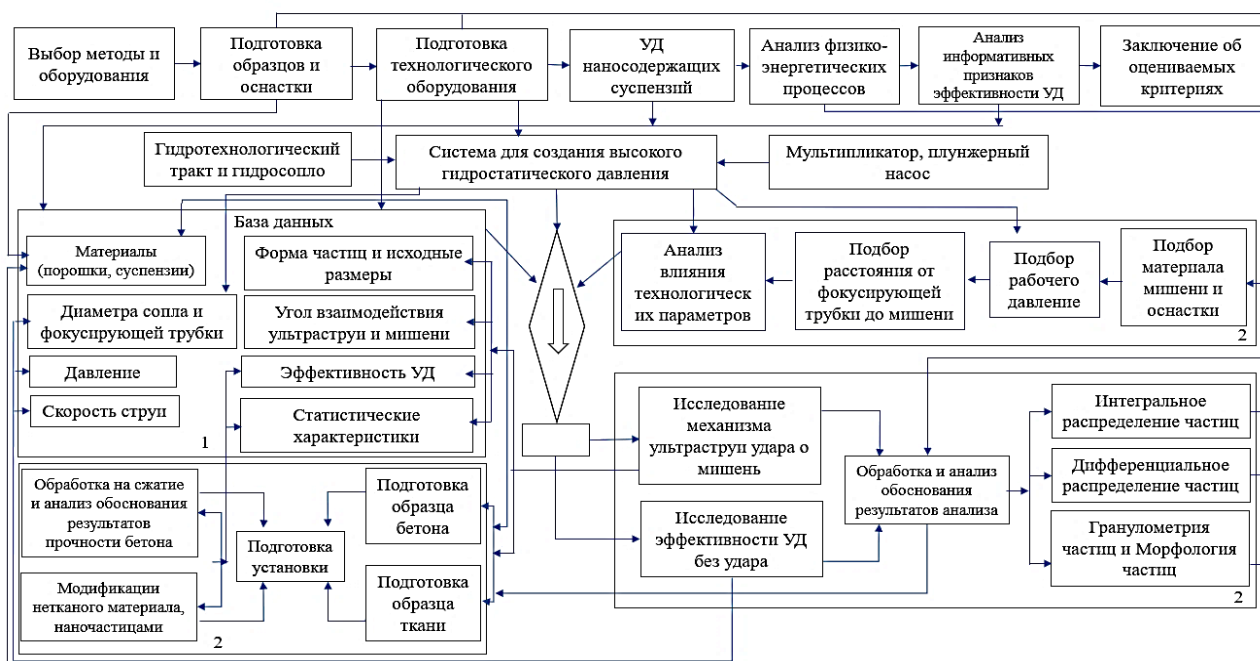 Выбор методы и
оборудования
Подготовка
образцов и
оснастки
Подготовка
технологического
оборудования
УД
наносодержащих
суспензий
Анализ физико-
энергетических
процессов
Анализ
информативных
признаков
эффективности УД
Заключение об
оцениваемых
критериях
Гидротехнологический
тракт и гидросопло
Система для создания высокого
гидростатического давления
Мультипликатор, плунжерный
насос
База данных
Материалы
(порошки, суспензии)
Форма частиц и исходные
размеры
Диаметра сопла и
фокусирующей трубки
Угол взаимодействия
ультраструи и мишени
Давление
Эффективность УД
Скорость струп
Статистические
характеристики
1
Анализ
влияния
технологическ
их параметров
Подбор
расстояния от
фокусирующей
трубки до мишени
Подбор
рабочего
давление
Подбор
материала
мишени и
оснастки
2
Обработка на сжатие
и анализ обоснования
результатов
прочности бетона
Подготовка
установки
Подготовка
образца
бетона
Модификации
нетканого материала,
наночастицами
Подготовка
образца
ткани
2
Исследование
механизма
ультраструп удара о
мишень
Исследование
эффективности УД
без удара
Обработка и анализ
обоснования
результатов анализа
Интегральное
распределение частиц
Дифференциальное
распределение частиц
Гранулометрия
частиц и Морфология
частиц
2